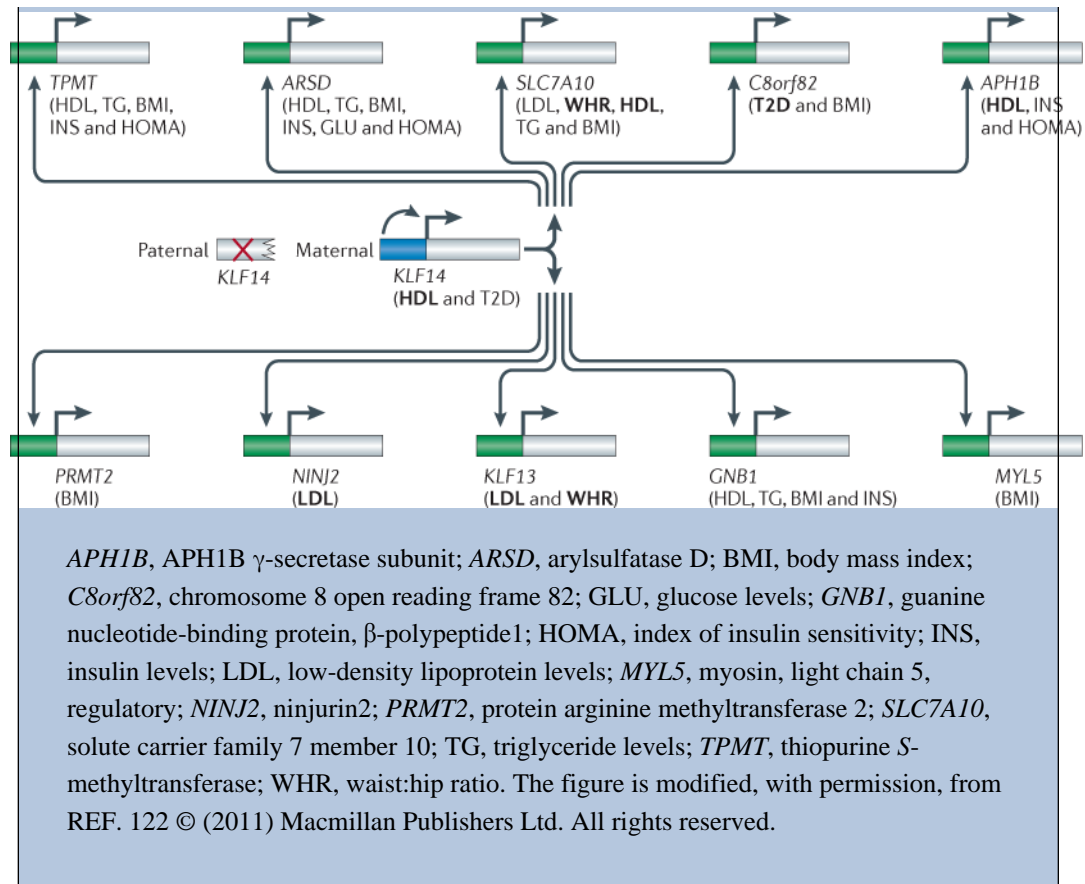 TPMT
(HDL, TG, BMI,
INS and HOMA)
ARSD
(HDL, TG, BMI,
INS, GLU and HOMA)
SLC7A10
(LDL, WHR, HDL,
TG and BMI)
C8orf82
(T2D and BMI)
APH1B
(HDL, INS
and HOMA)
Paternal
KLF14
Maternal
KLF14
(HDL and T2D)
PRMT2
(BMI)
NINJ2
(LDL)
KLF13
(LDL and WHR)
GNB1
(HDL, TG, BMI and INS)
MYL5
(BMI)
APH1B, APH1B γ-secretase subunit; ARSD, arylsulfatase D; BMI, body mass index;
C8orf82, chromosome 8 open reading frame 82; GLU, glucose levels; GNB1, guanine
nucleotide-binding protein, β-polypeptide1; HOMA, index of insulin sensitivity; INS,
insulin levels; LDL, low-density lipoprotein levels; MYL5, myosin, light chain 5,
regulatory; NINJ2, ninjurin2; PRMT2, protein arginine methyltransferase 2; SLC7A10,
solute carrier family 7 member 10; TG, triglyceride levels; TPMT, thiopurine S-
methyltransferase; WHR, waist:hip ratio. The figure is modified, with permission, from
REF. 122 © (2011) Macmillan Publishers Ltd. All rights reserved.